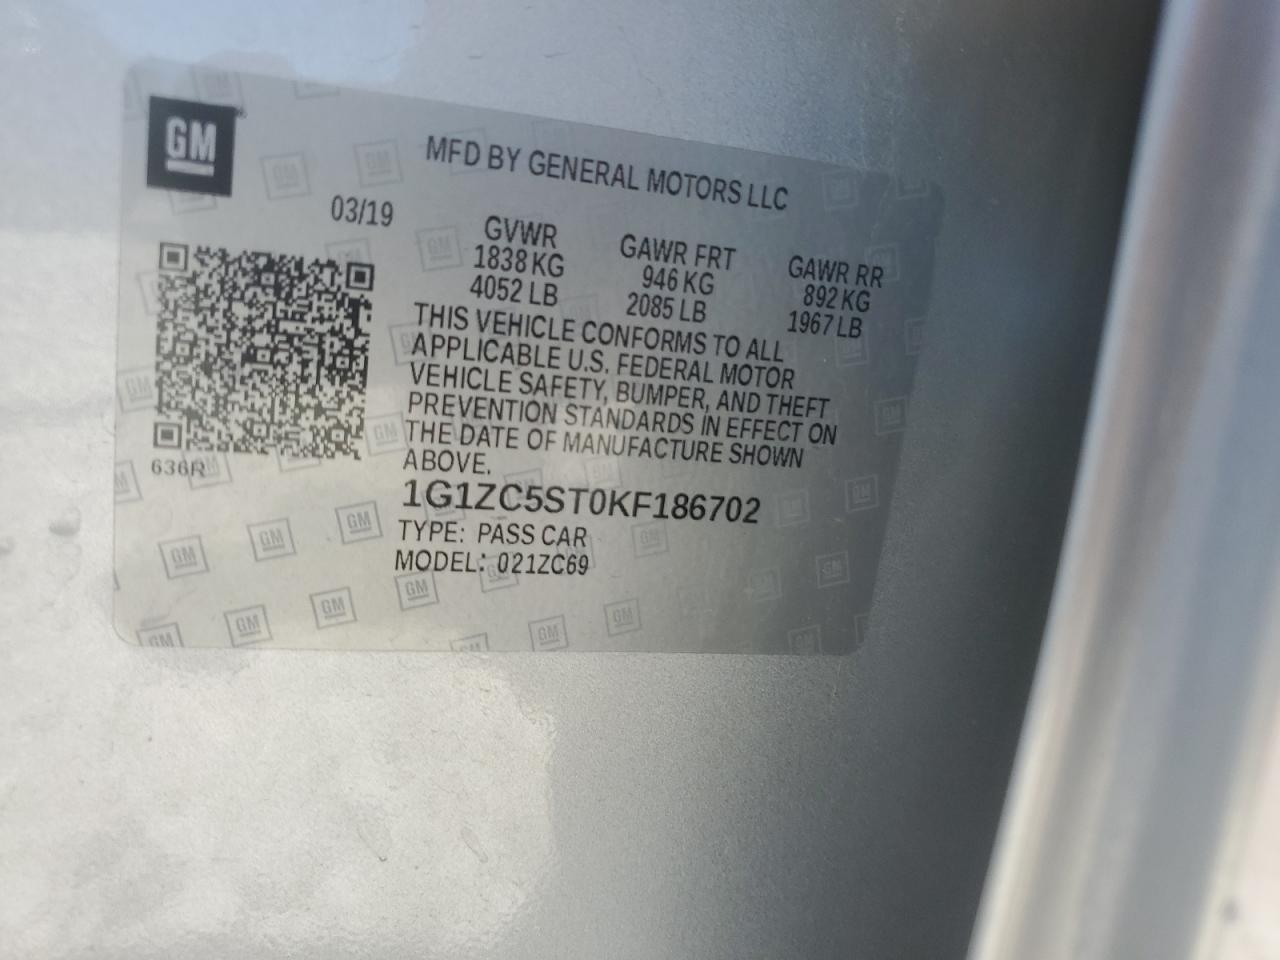 GM
MFD BY GENERAL MOTORS LLC
03/19
GVWR GAWR FRT GAWR RR
1838 KG 946 KG 892 KG
4052 LB 2085 LB 1967 LB
THIS VEHICLE CONFORMS TO ALL
APPLICABLE U.S. FEDERAL MOTOR
VEHICLE SAFETY, BUMPER, AND THEFT
PREVENTION STANDARDS IN EFFECT ON
THE DATE OF MANUFACTURE SHOWN
ABOVE.
636R
1G1ZC5ST0KF186702
TYPE: PASS CAR
MODEL: 021ZC69